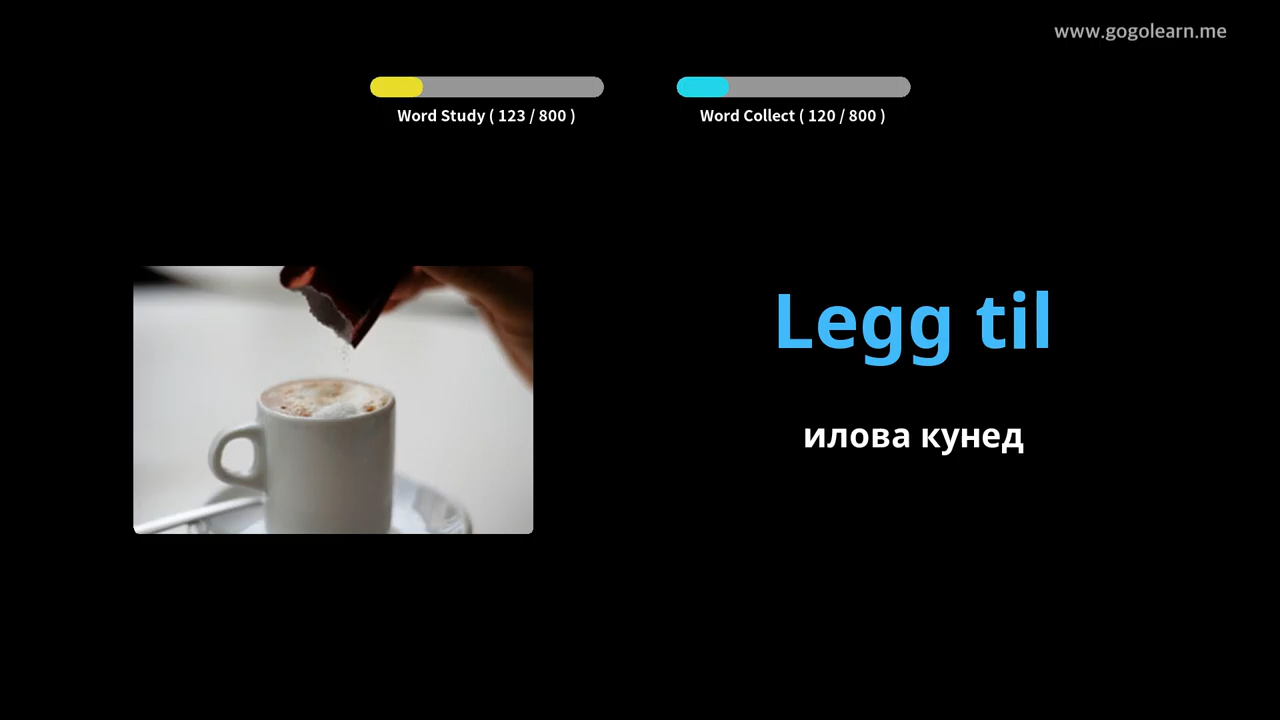 www.gogolearn.me
Word Study ( 123 / 800 )
Word Collect ( 120 / 800 )
Legg til
илова кунед